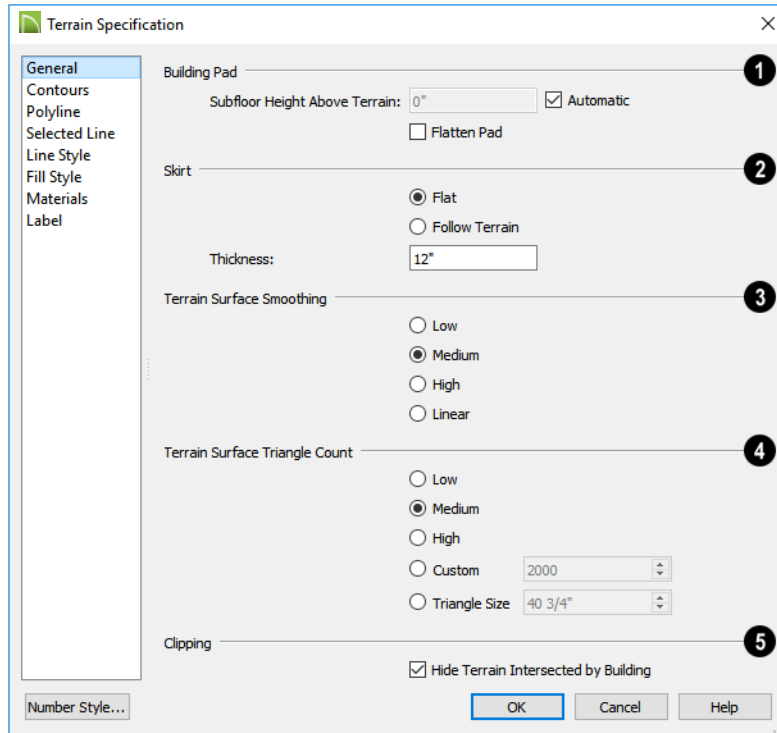 Terrain Specification
General
Contours
Polyline
Selected Line
Line Style
Fill Style
Materials
Label
Building Pad
1
Subfloor Height Above Terrain: 0" Automatic
Flatten Pad
Skirt
2
Flat
Follow Terrain
Thickness: 12"
Terrain Surface Smoothing
3
Low
Medium
High
Linear
Terrain Surface Triangle Count
4
Low
Medium
High
Custom 2000
Triangle Size 40 3/4"
Clipping
5
Hide Terrain Intersected by Building
Number Style... OK Cancel Help